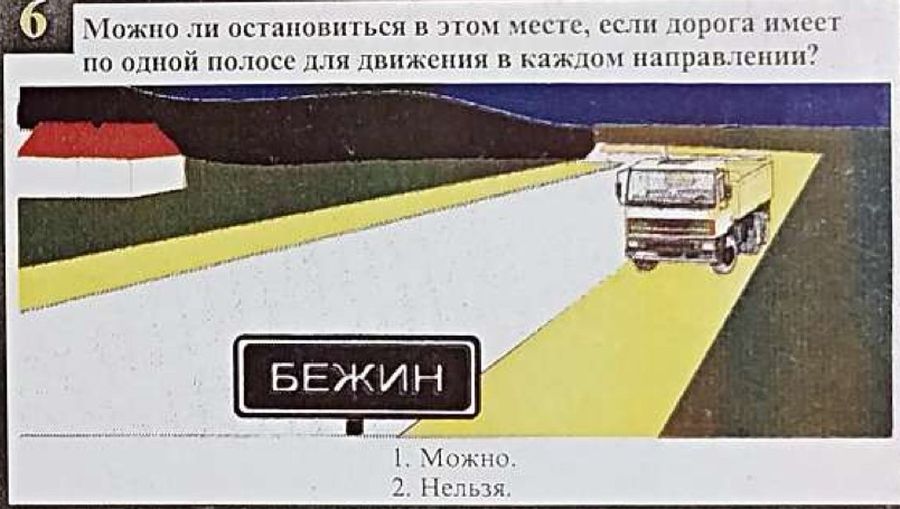 6
Можно ли остановиться в этом месте, если дорога имеет
по одной полосе для движения в каждом направлении?
БЕЖИН
1. Можно.
2. Нельзя.